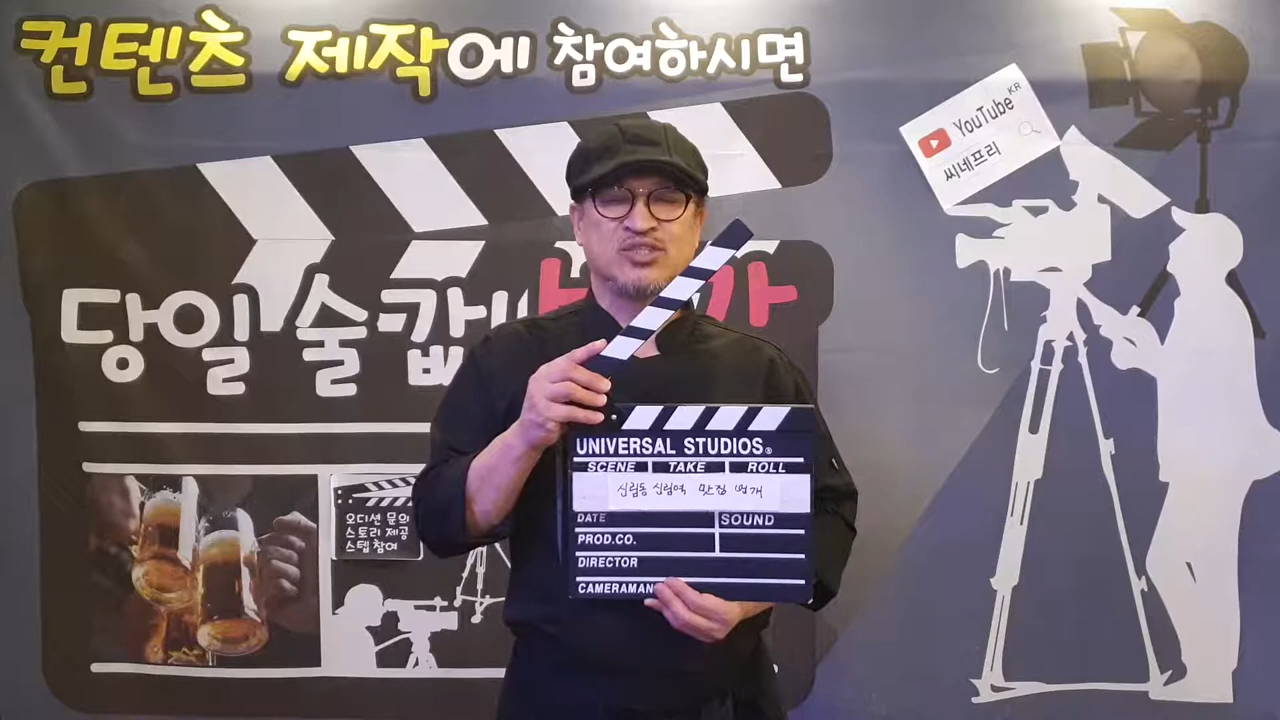 컨텐츠 제작에 참여하시면
YouTube KR
씨네프리
당일 술값
오디션 문의
스토리 제공
스텝 참여
UNIVERSAL STUDIOS®
SCENE TAKE ROLL
신림동 신림역 맛집 번개
DATE SOUND
PROD.CO.
DIRECTOR
CAMERAMAN